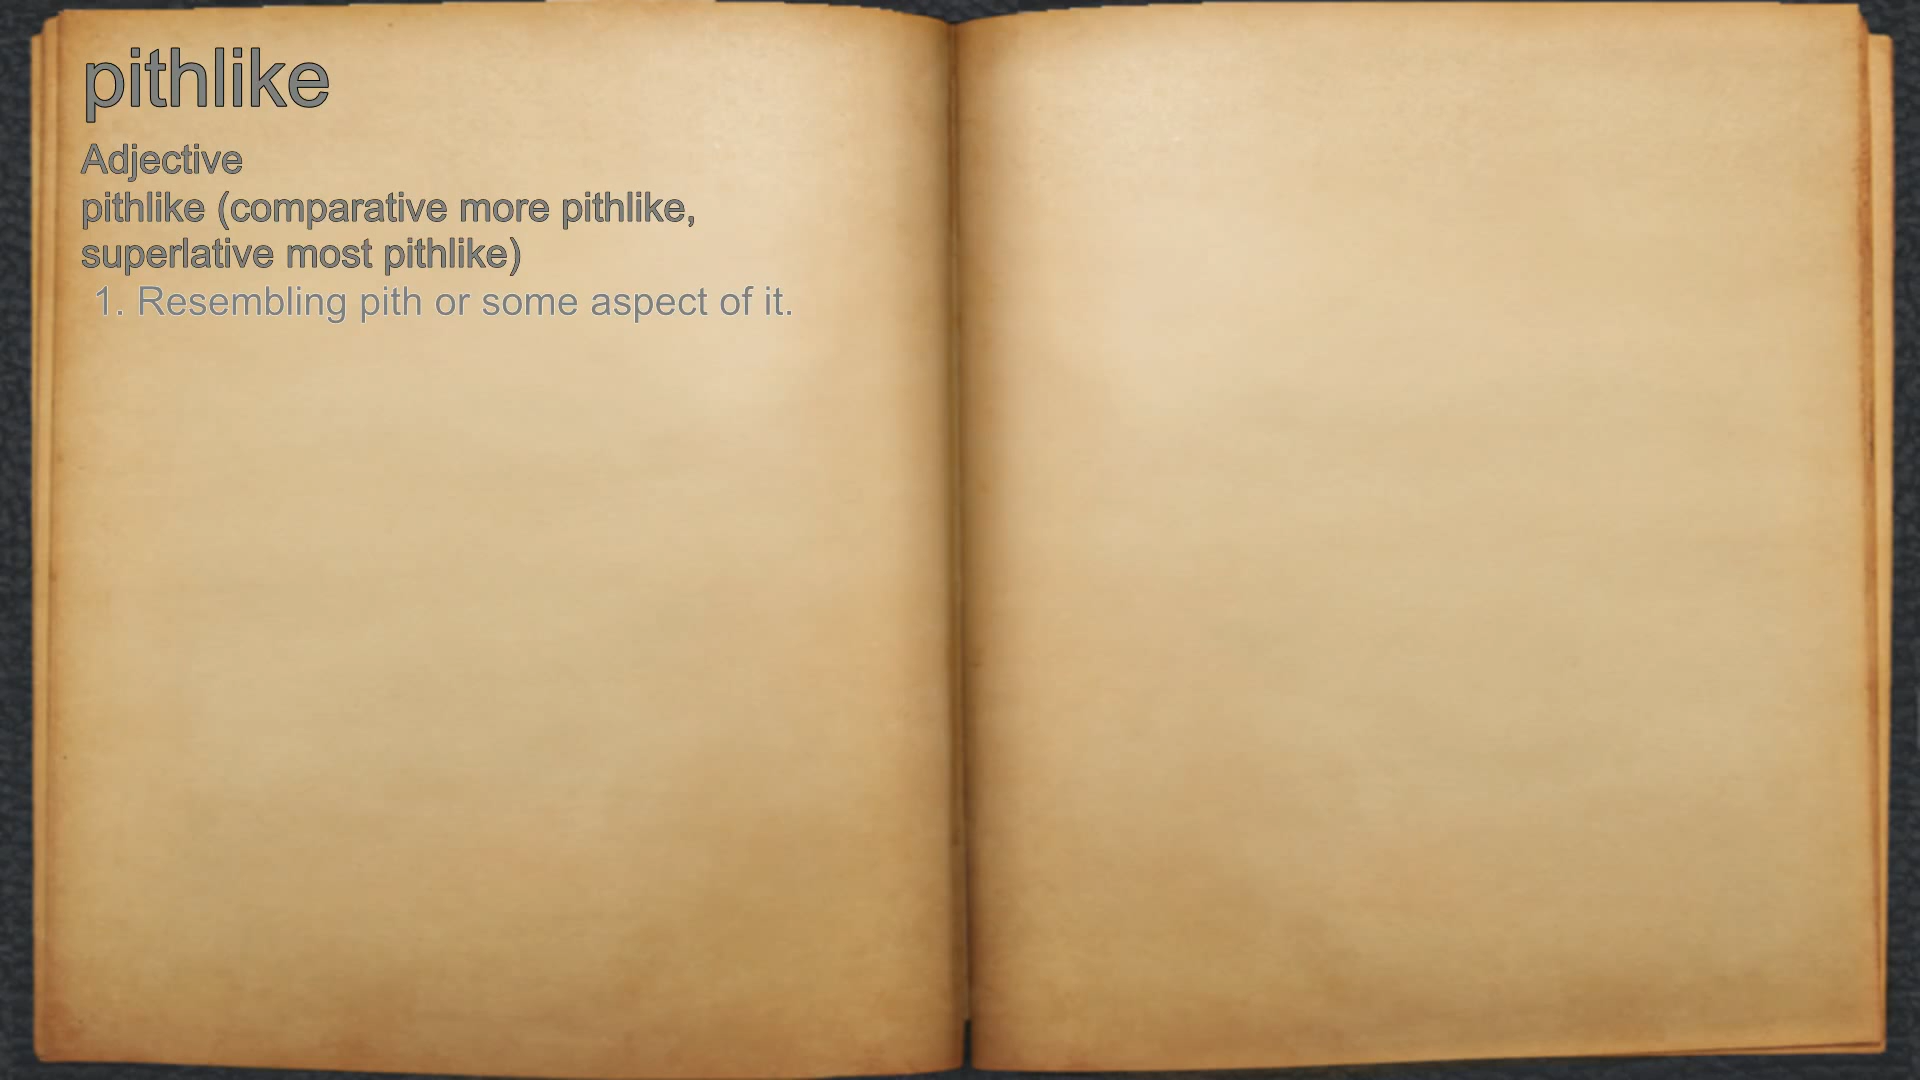 pithlike
Adjective
pithlike (comparative more pithlike,
superlative most pithlike)
1. Resembling pith or some aspect of it.